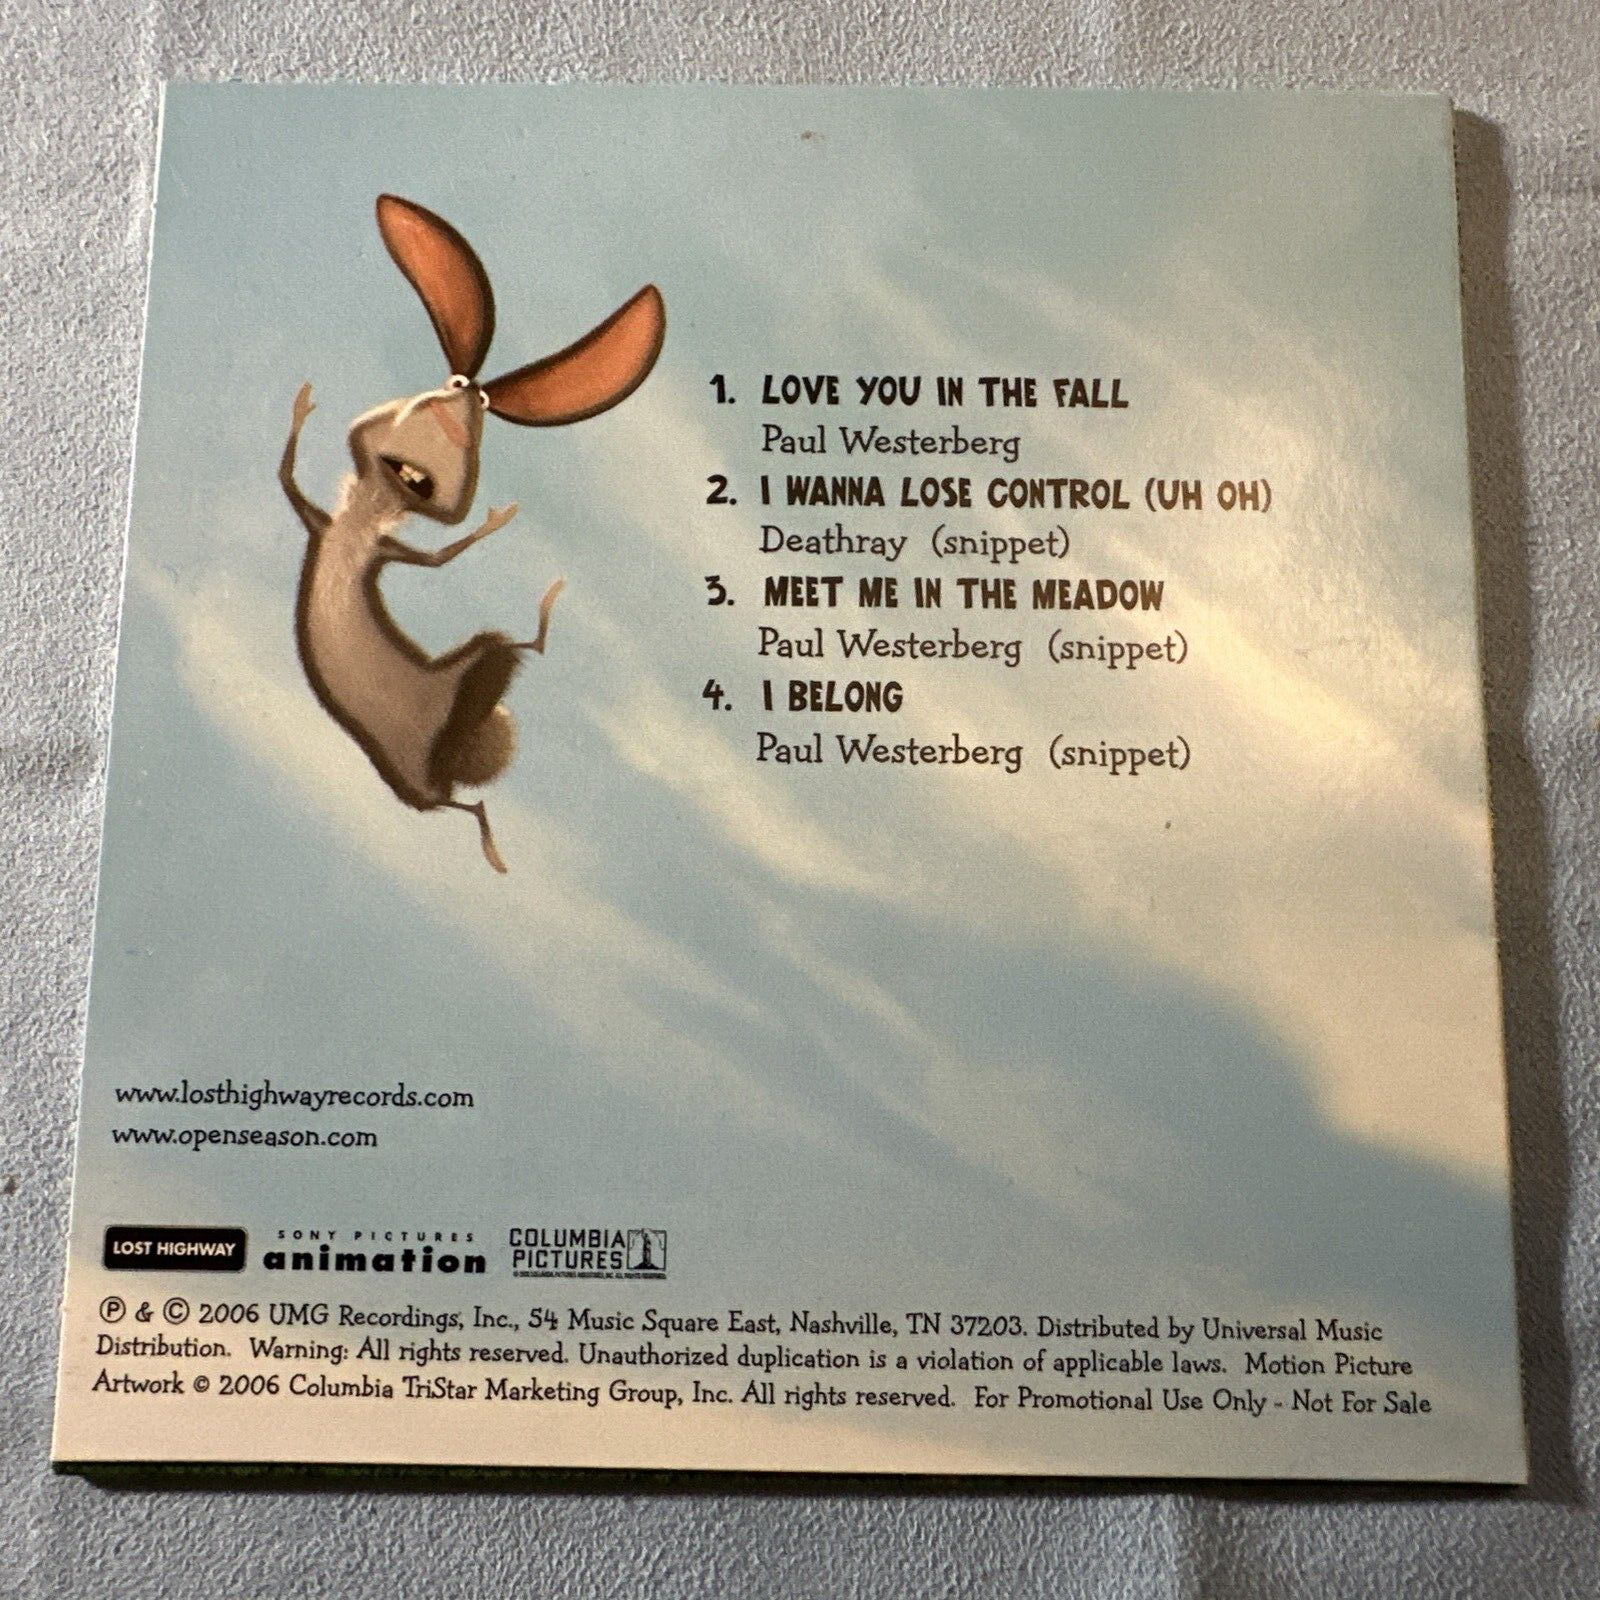 1. LOVE YOU IN THE FALL
Paul Westerberg
2. I WANNA LOSE CONTROL (UH OH)
Deathray (snippet)
3. MEET ME IN THE MEADOW
Paul Westerberg (snippet)
4. I BELONG
Paul Westerberg (snippet)
www.losthighwayrecords.com
www.openseason.com
LOST HIGHWAY
SONY PICTURES
animation
COLUMBIA
PICTURES
Ⓟ & © 2006 UMG Recordings, Inc., 54 Music Square East, Nashville, TN 37203. Distributed by Universal Music
Distribution. Warning: All rights reserved. Unauthorized duplication is a violation of applicable laws. Motion Picture
Artwork © 2006 Columbia TriStar Marketing Group, Inc. All rights reserved. For Promotional Use Only - Not For Sale